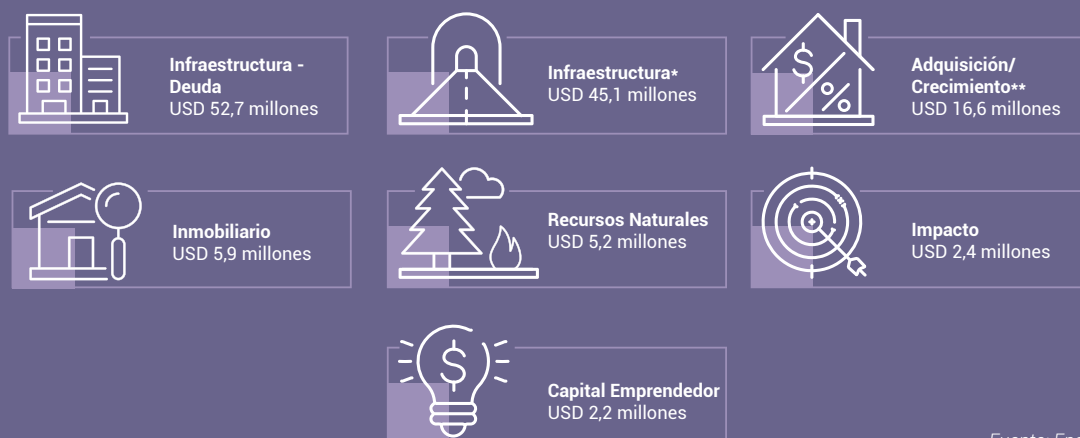 Infraestructura -
Deuda
USD 52,7 millones
Infraestructura*
USD 45,1 millones
Adquisición/
Crecimiento**
USD 16,6 millones
Inmobiliario
USD 5,9 millones
Recursos Naturales
USD 5,2 millones
Impacto
USD 2,4 millones
Capital Emprendedor
USD 2,2 millones